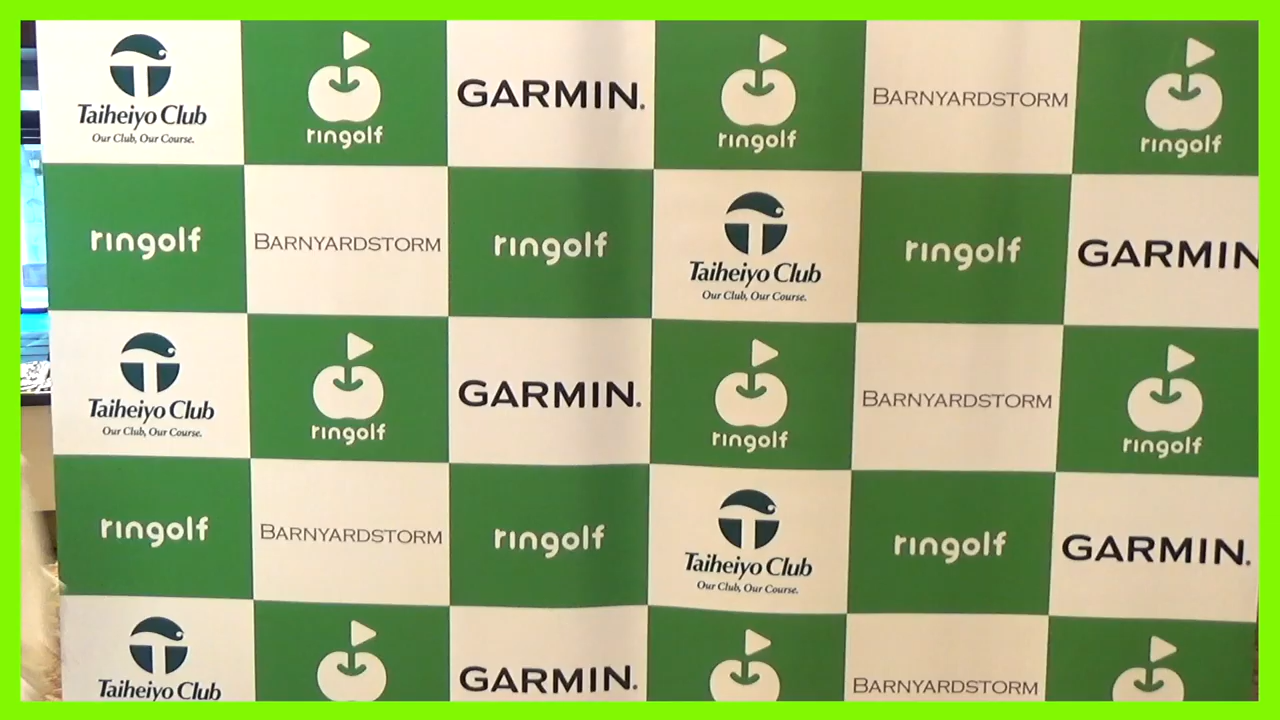 Taiheiyo Club
Our Club, Our Course.
ringolf
GARMIN.
ringolf
BARNYARDSTORM
ringolf
ringolf
BARNYARDSTORM
ringolf
Taiheiyo Club
Our Club, Our Course.
ringolf
GARMIN
Taiheiyo Club
Our Club, Our Course.
ringolf
GARMIN.
ringolf
BARNYARDSTORM
ringolf
ringolf
BARNYARDSTORM
ringolf
Taiheiyo Club
Our Club, Our Course.
ringolf
GARMIN.
Taiheiyo Club
GARMIN.
BARNYARDSTORM